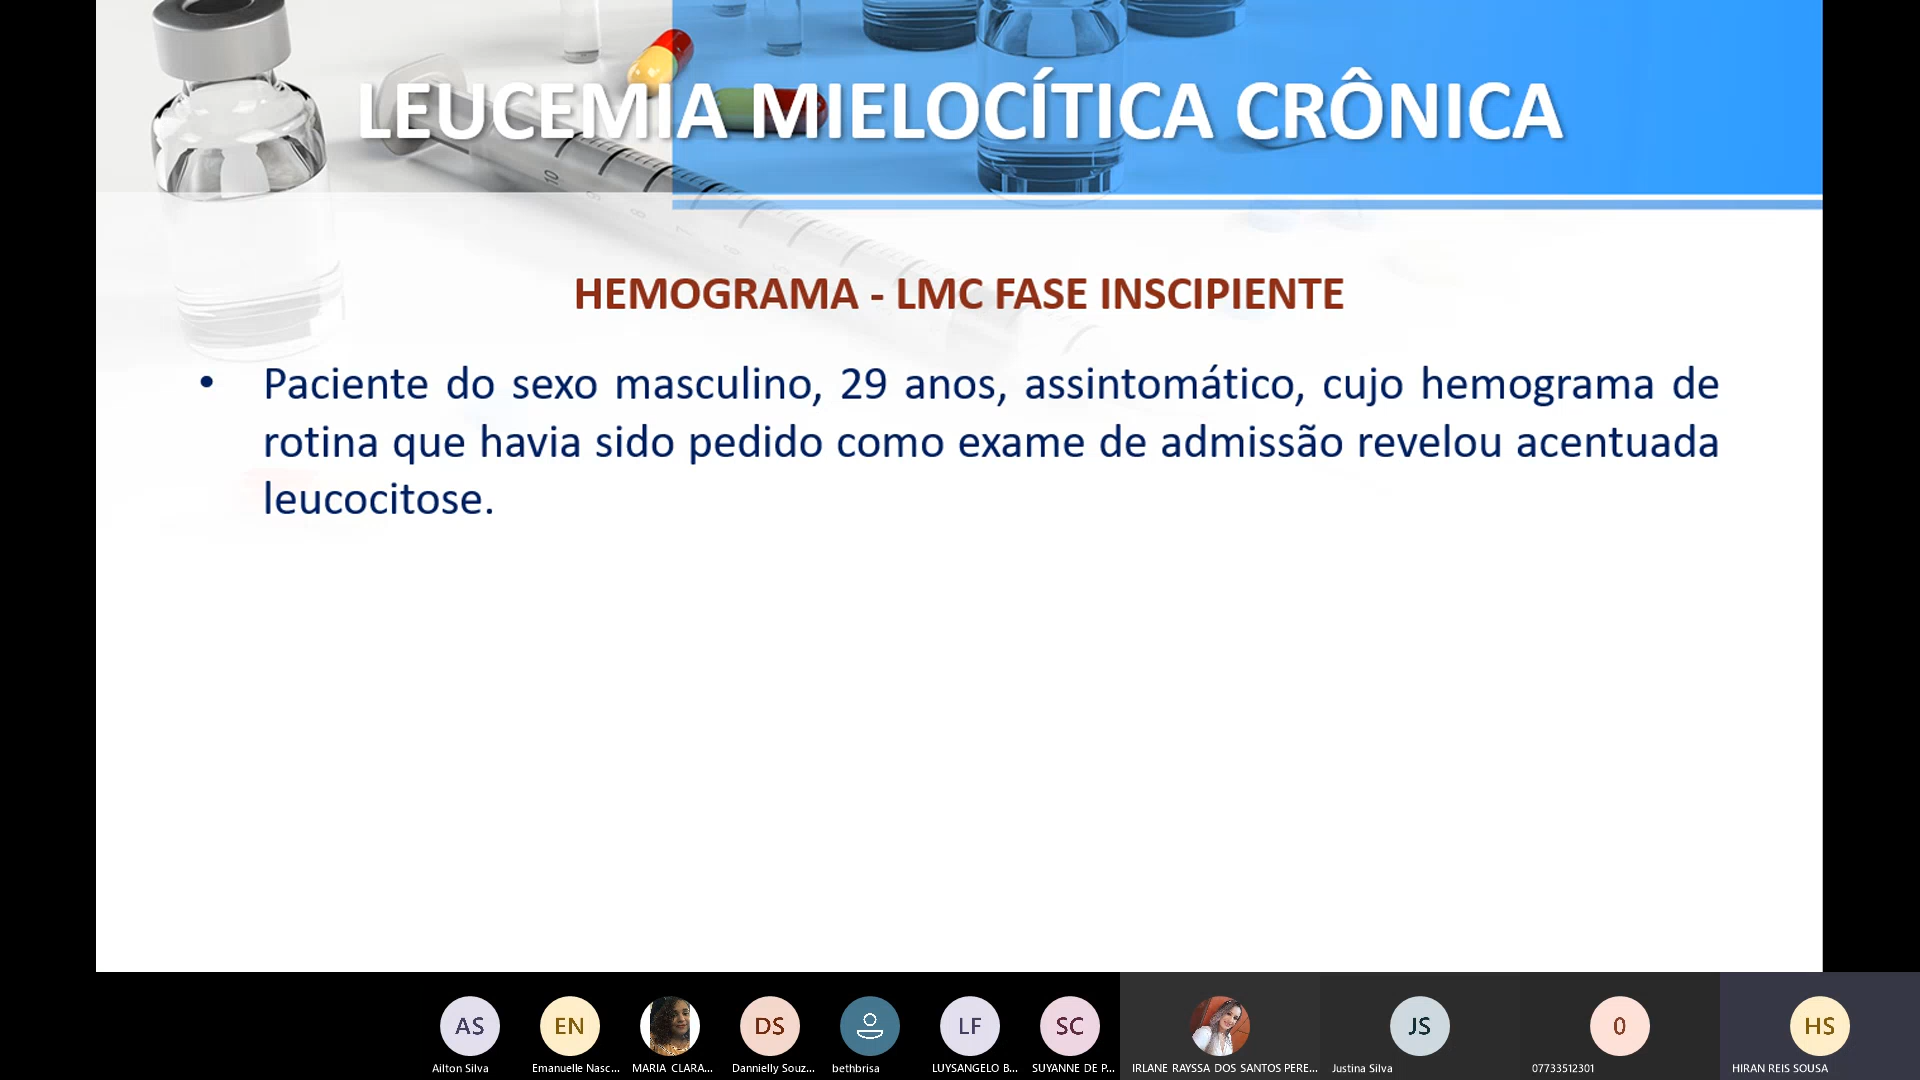 LEUCEMIA MIELOCÍTICA CRÔNICA
HEMOGRAMA - LMC FASE INSCIPIENTE
• Paciente do sexo masculino, 29 anos, assintomático, cujo hemograma de
rotina que havia sido pedido como exame de admissão revelou acentuada
leucocitose.
10
AS
EN
DS
LF
SC
JS
0
HS
Ailton Silva
Emanuelle Nasc...
MARIA CLARA...
Dannielly Souz...
bethbrisa
LUYSANGELO B...
SUYANNE DE P...
IRLANE RAYSSA DOS SANTOS PERE...
Justina Silva
07733512301
HIRAN REIS SOUSA